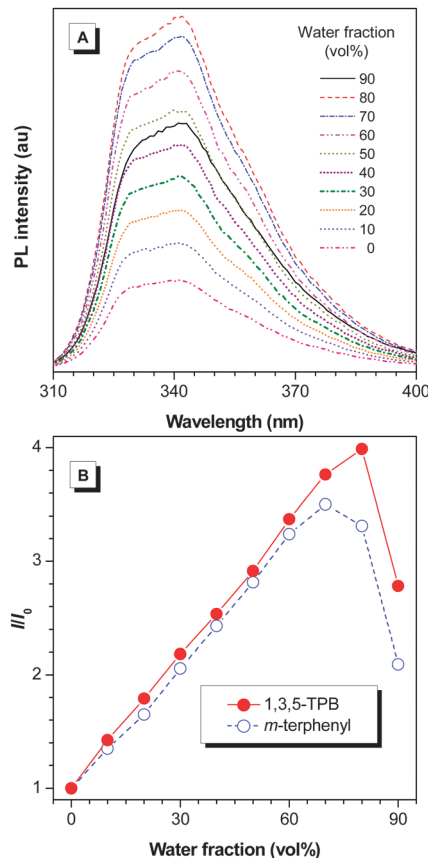 A
Water fraction
(vol%)
90
80
70
60
50
40
30
20
10
0
PL intensity (au)
310 340 370 400
Wavelength (nm)
B
4
3
2
1
I/I0
1,3,5-TPB
m-terphenyl
0 30 60 90
Water fraction (vol%)